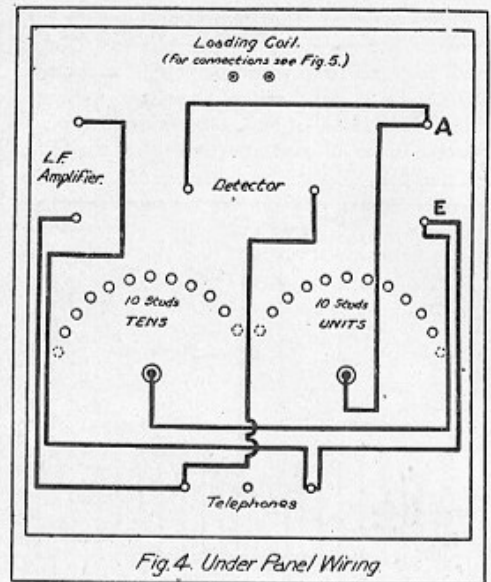 Loading Coil.
(For connections see Fig.5.)
A
L.F.
Amplifier.
Detector
E
10 Studs
TENS
10 Studs
UNITS
Telephones
Fig. 4. Under Panel Wiring.